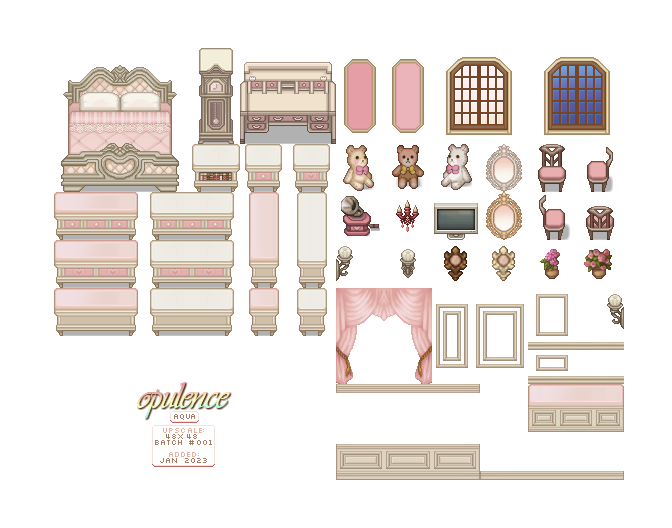 opulence
AQUA
UPSCALE:
48X48
BATCH #001
ADDED:
JAN 2023